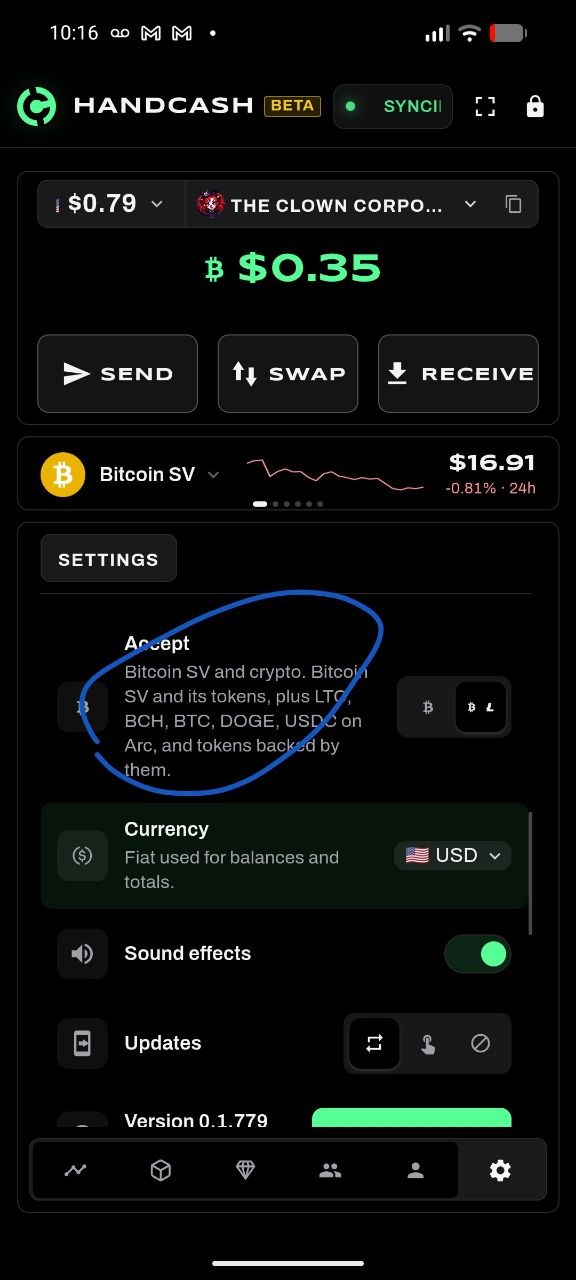 10:16
HANDCASH BETA SYNCII
$0.79 THE CLOWN CORPO...
₿ $0.35
SEND SWAP RECEIVE
Bitcoin SV $16.91
-0.81% · 24h
SETTINGS
Accept
Bitcoin SV and crypto. Bitcoin
SV and its tokens, plus LTC,
BCH, BTC, DOGE, USDC on
Arc, and tokens backed by
them.
Currency
Fiat used for balances and
totals.
USD
Sound effects
Updates
Version 0.1.779